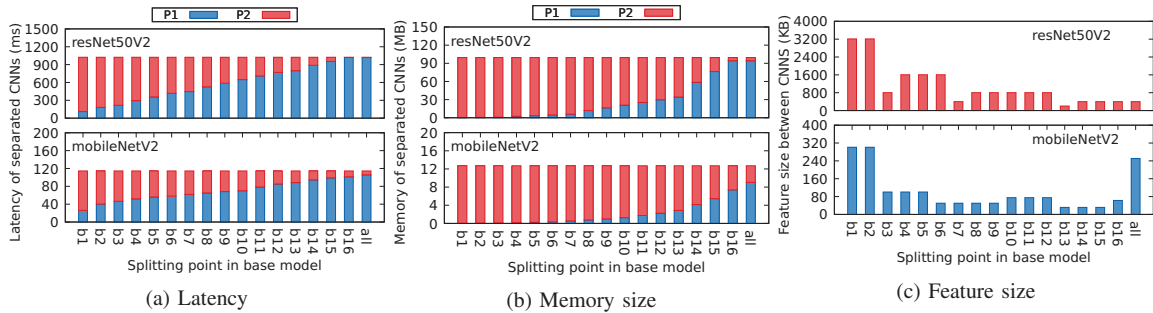 P1 P2
Latency of separated CNNs (ms)
1500
1200
900
600
300
0
resNet50V2
200
160
120
80
40
0
mobileNetV2
b1 b2 b3 b4 b5 b6 b7 b8 b9 b10 b11 b12 b13 b14 b15 b16 all
Splitting point in base model
(a) Latency
P1 P2
Memory of separated CNNs (MB)
150
120
90
60
30
0
resNet50V2
20
16
12
8
4
0
mobileNetV2
b1 b2 b3 b4 b5 b6 b7 b8 b9 b10 b11 b12 b13 b14 b15 b16 all
Splitting point in base model
(b) Memory size
Feature size between CNNS (KB)
4000
3200
2400
1600
800
0
resNet50V2
400
320
240
160
80
0
mobileNetV2
b1 b2 b3 b4 b5 b6 b7 b8 b9 b10 b11 b12 b13 b14 b15 b16 all
Splitting point in base model
(c) Feature size